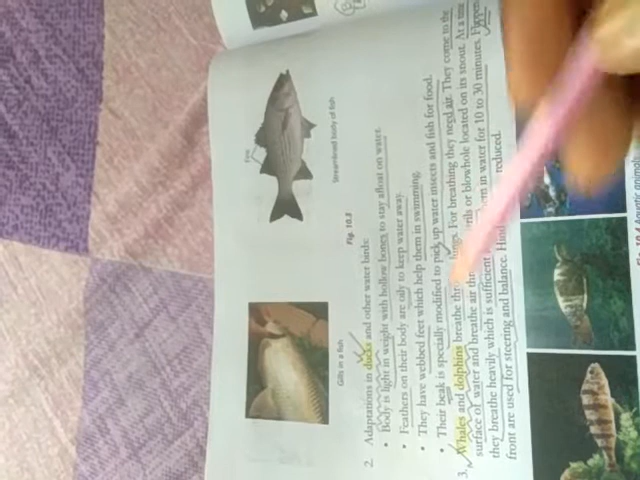 Fins
Gills in a fish
Streamlined body of fish
Fig. 10.3
2. Adaptations in ducks and other water birds:
• Body is light in weight with hollow bones to stay afloat on water.
• Feathers on their body are oily to keep water away.
• They have webbed feet which help them in swimming.
• Their beak is specially modified to pick up water insects and fish for food.
3. Whales and dolphins breathe For breathing they need air. They come to the
surface of water and breathe air or blowhole located on its snout. At a time
they breathe heavily which is sufficient in water for 10 to 30 minutes.
front are used for steering and balance. reduced.
Aquatic animals